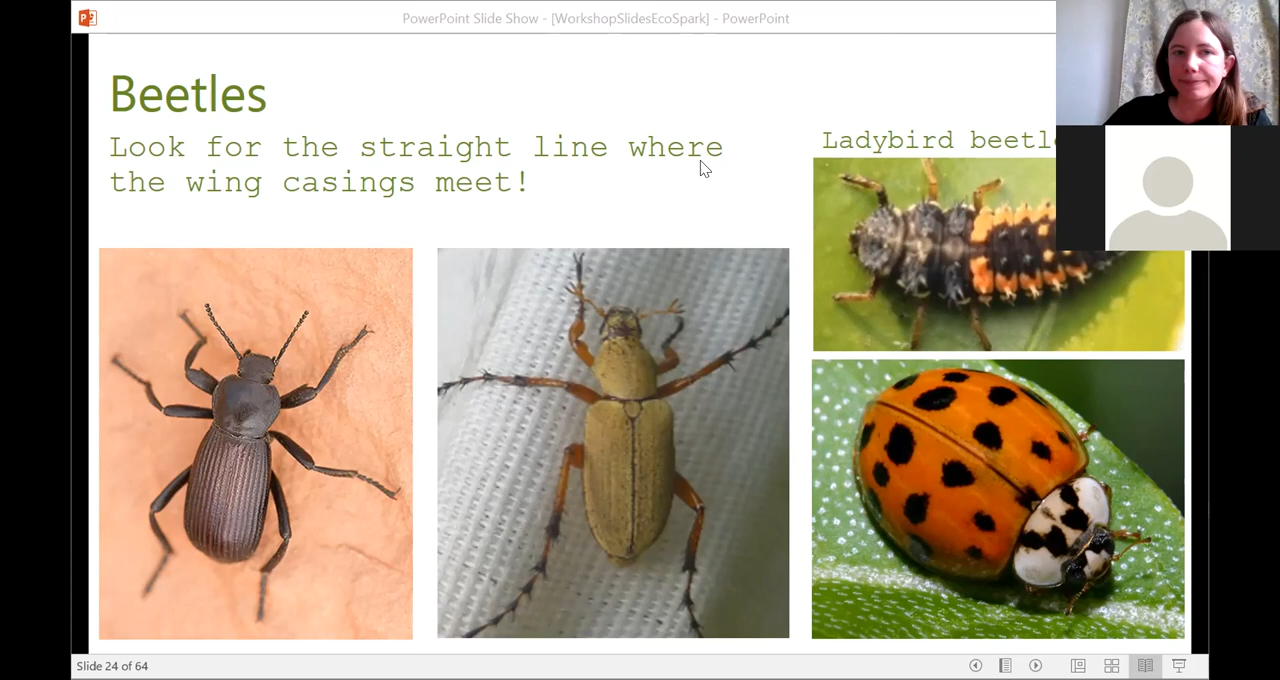 PowerPoint Slide Show - [WorkshopSlidesEcoSpark] - PowerPoint
Beetles
Look for the straight line where
the wing casings meet!
Ladybird beetle
Slide 24 of 64